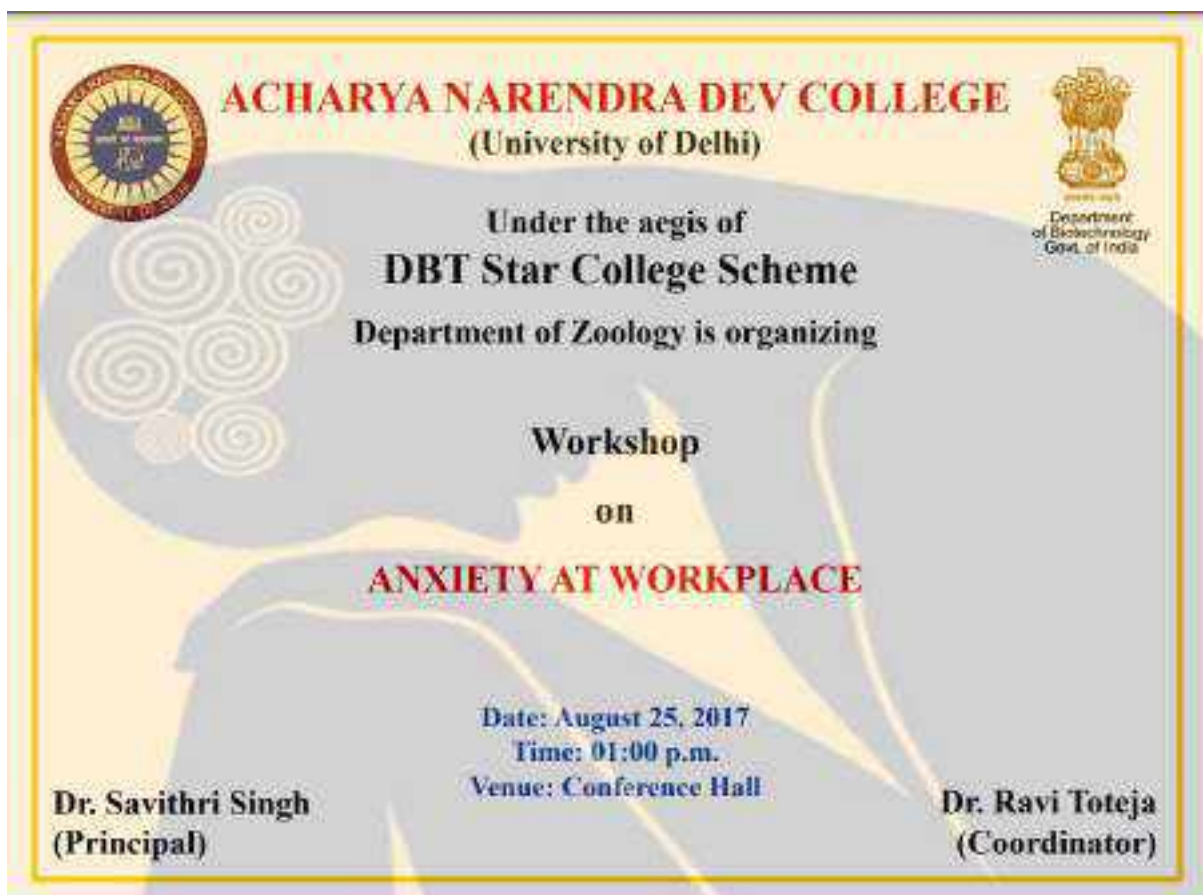 ACHARYA NARENDRA DEV COLLEGE
(University of Delhi)
Department
of Biotechnology
Govt. of India
Under the aegis of
DBT Star College Scheme
Department of Zoology is organizing
Workshop
on
ANXIETY AT WORKPLACE
Date: August 25, 2017
Time: 01:00 p.m.
Venue: Conference Hall
Dr. Savithri Singh
(Principal)
Dr. Ravi Toteja
(Coordinator)